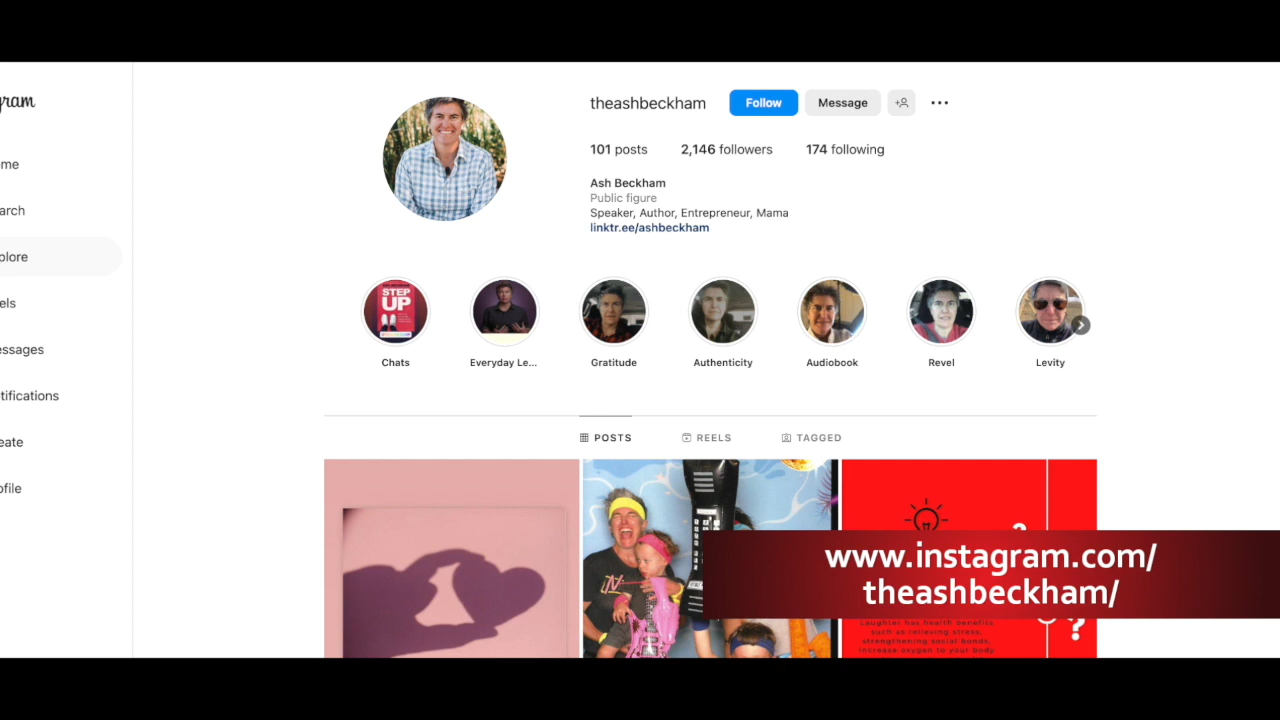 gram
me
arch
plore
els
essages
tifications
eate
ofile
theashbeckham
Follow
Message
101 posts
2,146 followers
174 following
Ash Beckham
Public figure
Speaker, Author, Entrepreneur, Mama
linktr.ee/ashbeckham
STEP
UP
Chats
Everyday Le...
Gratitude
Authenticity
Audiobook
Revel
Levity
POSTS
REELS
TAGGED
?
www.instagram.com/
theashbeckham/
Laughter has health benefits,
such as relieving stress,
strengthening social bonds,
increase oxygen to your body,
?